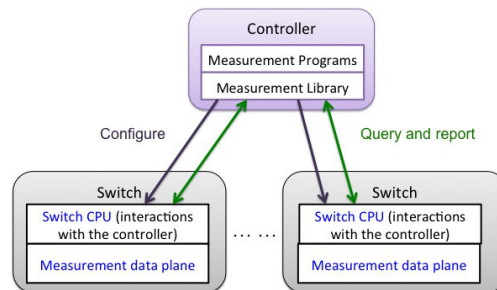 Controller
Measurement Programs
Measurement Library
Configure
Query and report
Switch
Switch CPU (interactions
with the controller)
Measurement data plane
... ...
Switch
Switch CPU (interactions
with the controller)
Measurement data plane